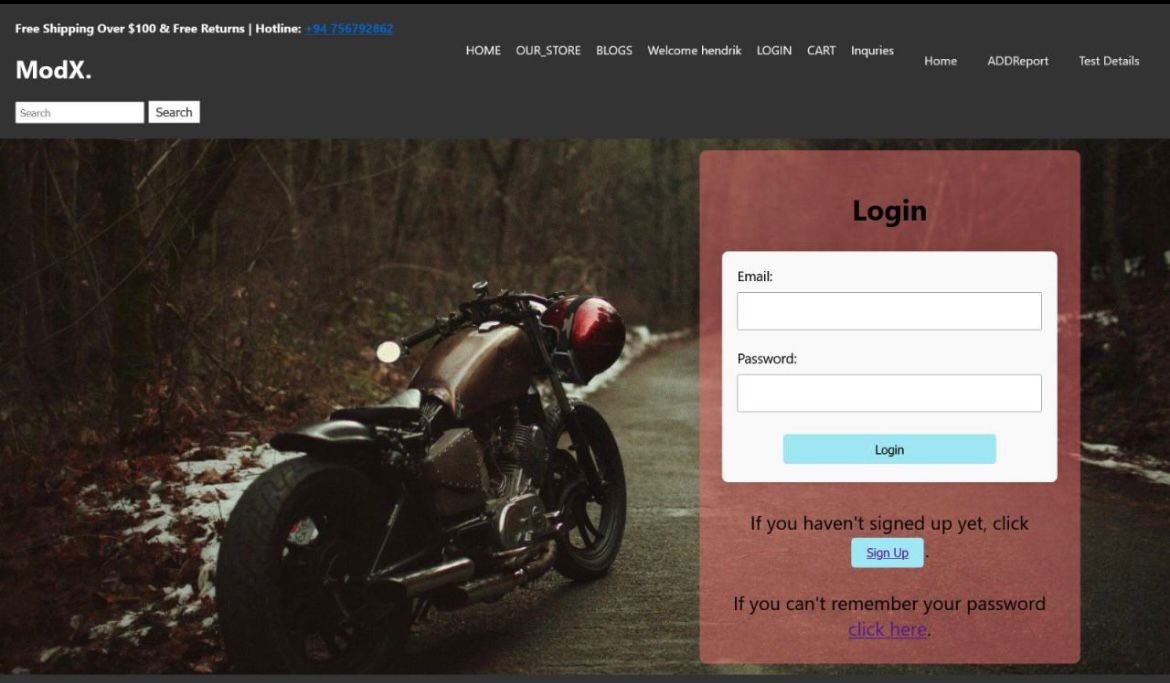 Free Shipping Over $100 & Free Returns | Hotline: +94 756792862
ModX.
Search
Search
HOME OUR_STORE BLOGS Welcome hendrik LOGIN CART Inquries
Home ADDReport Test Details
Login
Email:
Password:
Login
If you haven't signed up yet, click
Sign Up .
If you can't remember your password
click here.